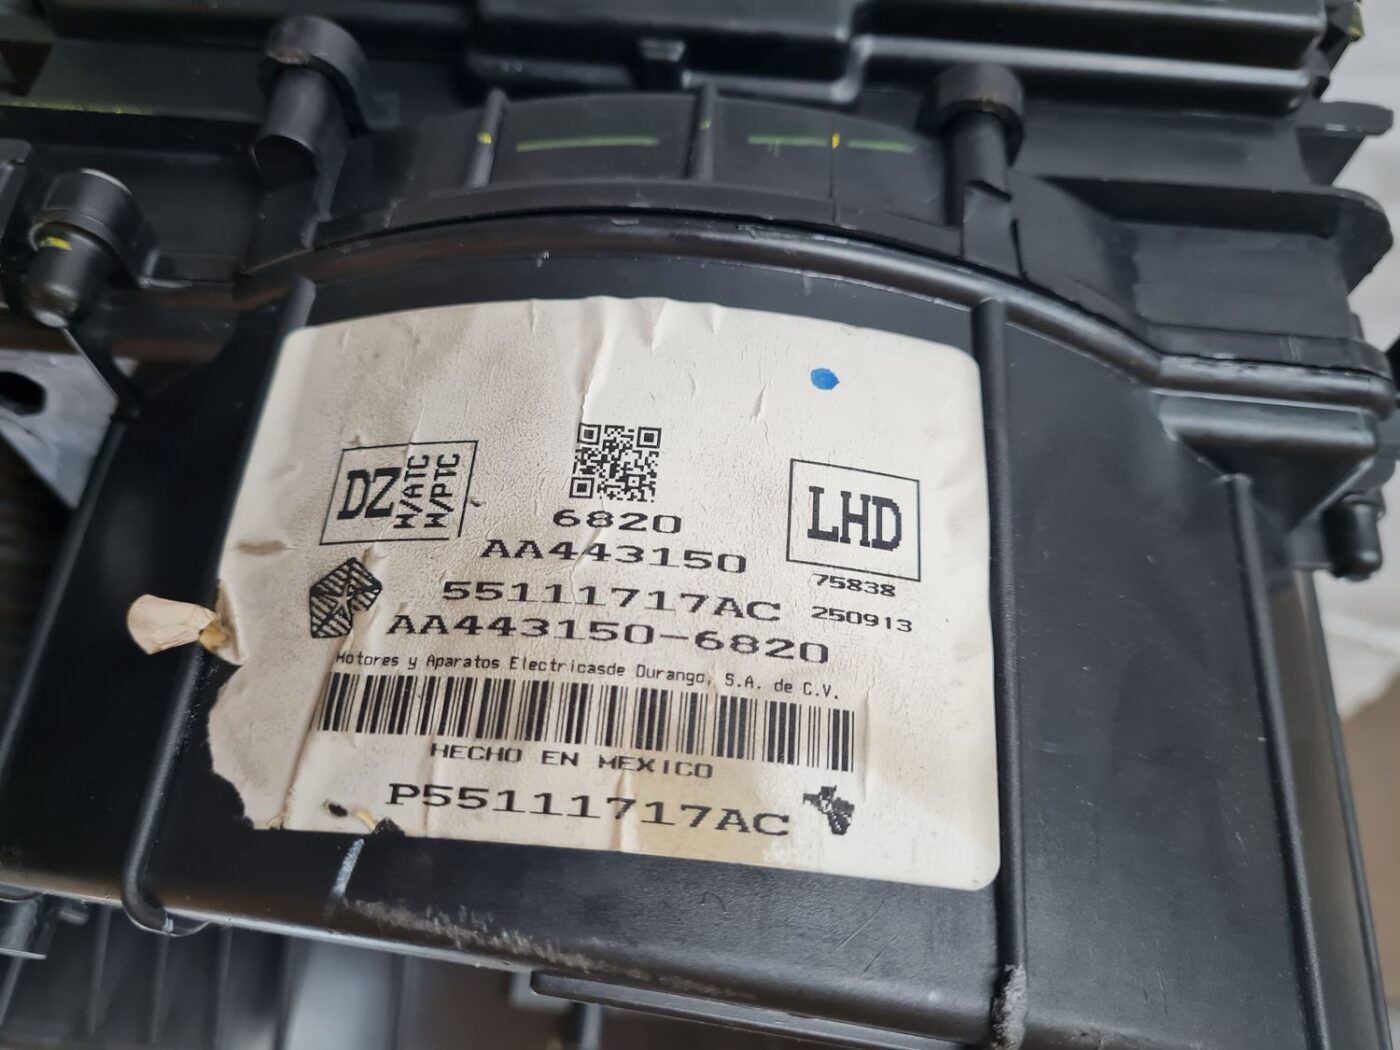 DZ
W/ATC
W/PTC
6820
LHD
AA443150
75838
55111717AC
250913
AA443150-6820
Motores y Aparatos Electricasde Durango, S.A. de C.V.
HECHO EN MEXICO
P55111717AC